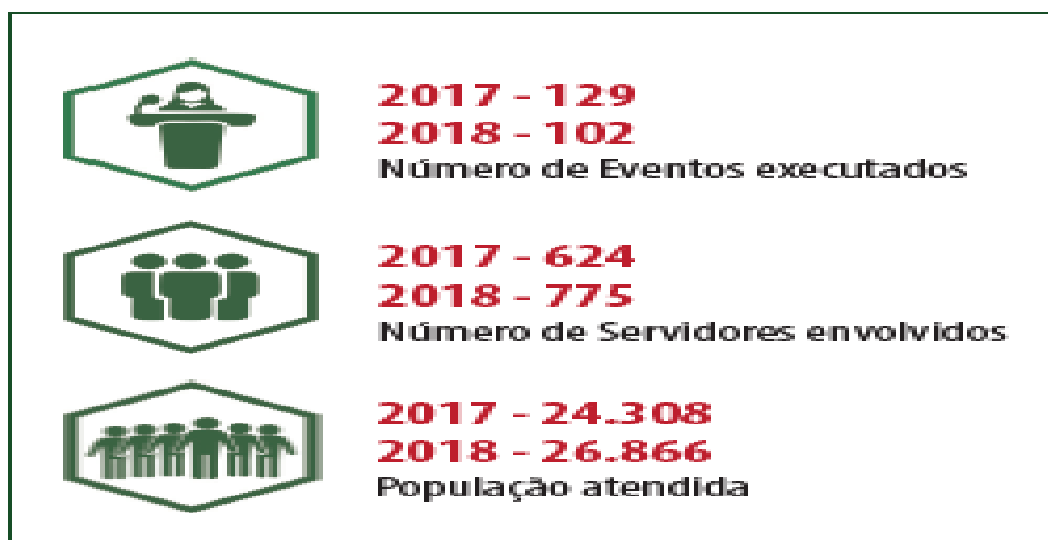 2017 - 129
2018 - 102
Número de Eventos executados
2017 - 624
2018 - 775
Número de Servidores envolvidos
2017 - 24.308
2018 - 26.866
População atendida